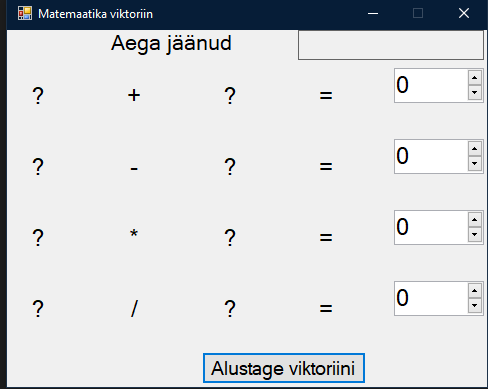 Matemaatika viktoriin
Aega jäänud
? + ? = 0
? - ? = 0
? * ? = 0
? / ? = 0
Alustage viktoriini